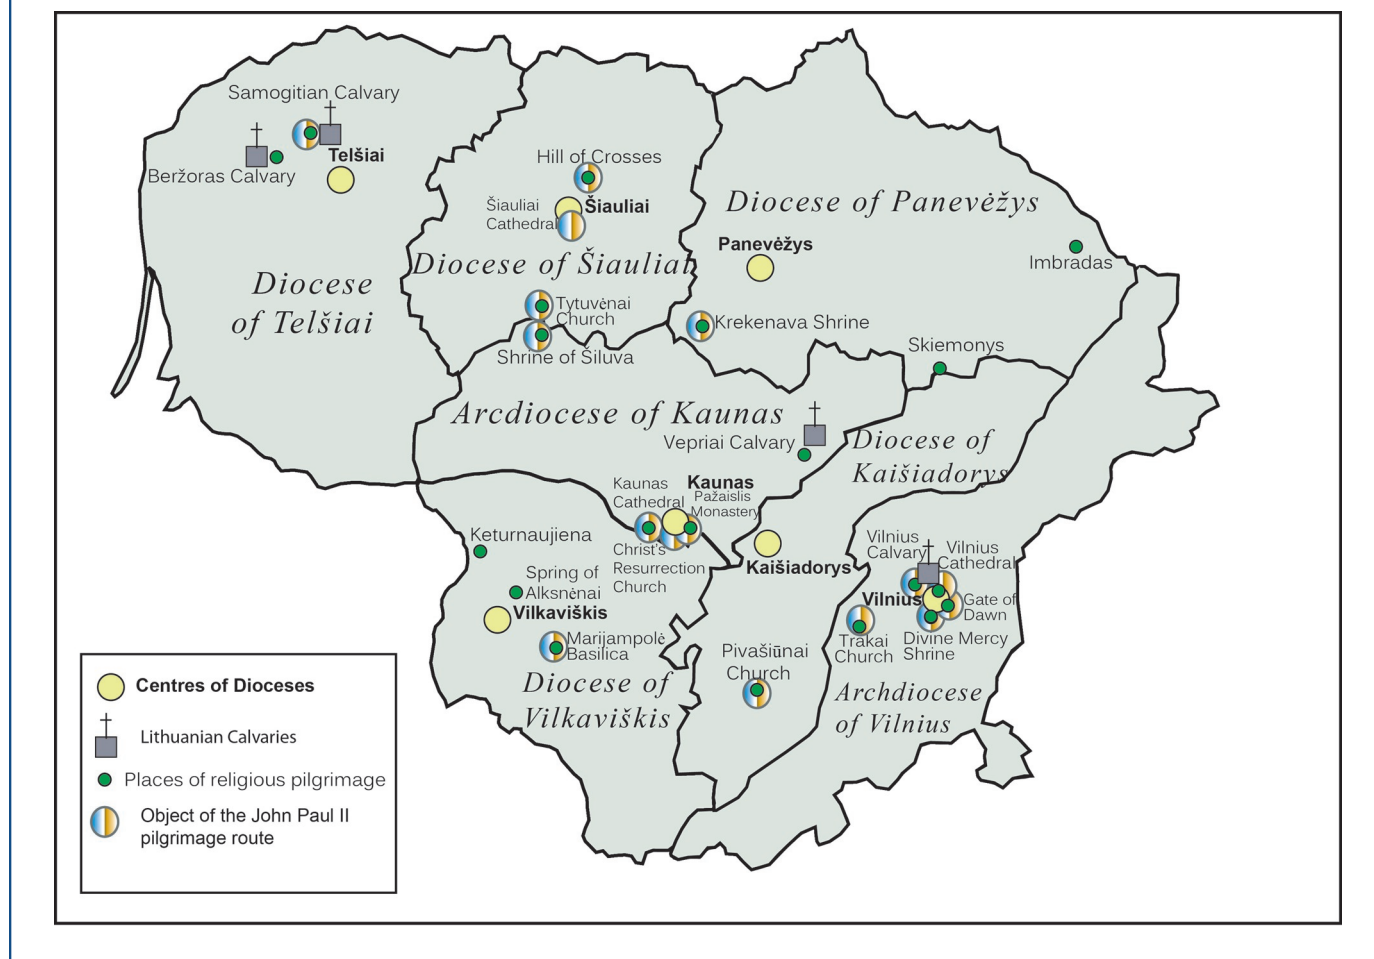 Samogitian Calvary
Telšiai
Beržoras Calvary
Hill of Crosses
Šiauliai
Cathedral
Šiauliai
Diocese of Panevėžys
Panevėžys
Imbradas
Diocese of Šiauliai
Diocese
of Telšiai
Tytuvėnai
Church
Krekenava Shrine
Shrine of Šiluva
Skiemonys
Arcdiocese of Kaunas
Vepriai Calvary
Diocese of
Kaišiadorys
Kaunas
Cathedral
Kaunas
Pažaislis
Monastery
Keturnaujiena
Christ's
Resurrection
Church
Kaišiadorys
Vilnius
Calvary
Vilnius
Cathedral
Spring of
Alksnėnai
Vilkaviškis
Vilnius
Gate of
Dawn
Marijampolė
Basilica
Pivašiūnai
Church
Trakai
Church
Divine Mercy
Shrine
Diocese of
Vilkaviškis
Archdiocese
of Vilnius
Centres of Dioceses
Lithuanian Calvaries
Places of religious pilgrimage
Object of the John Paul II
pilgrimage route